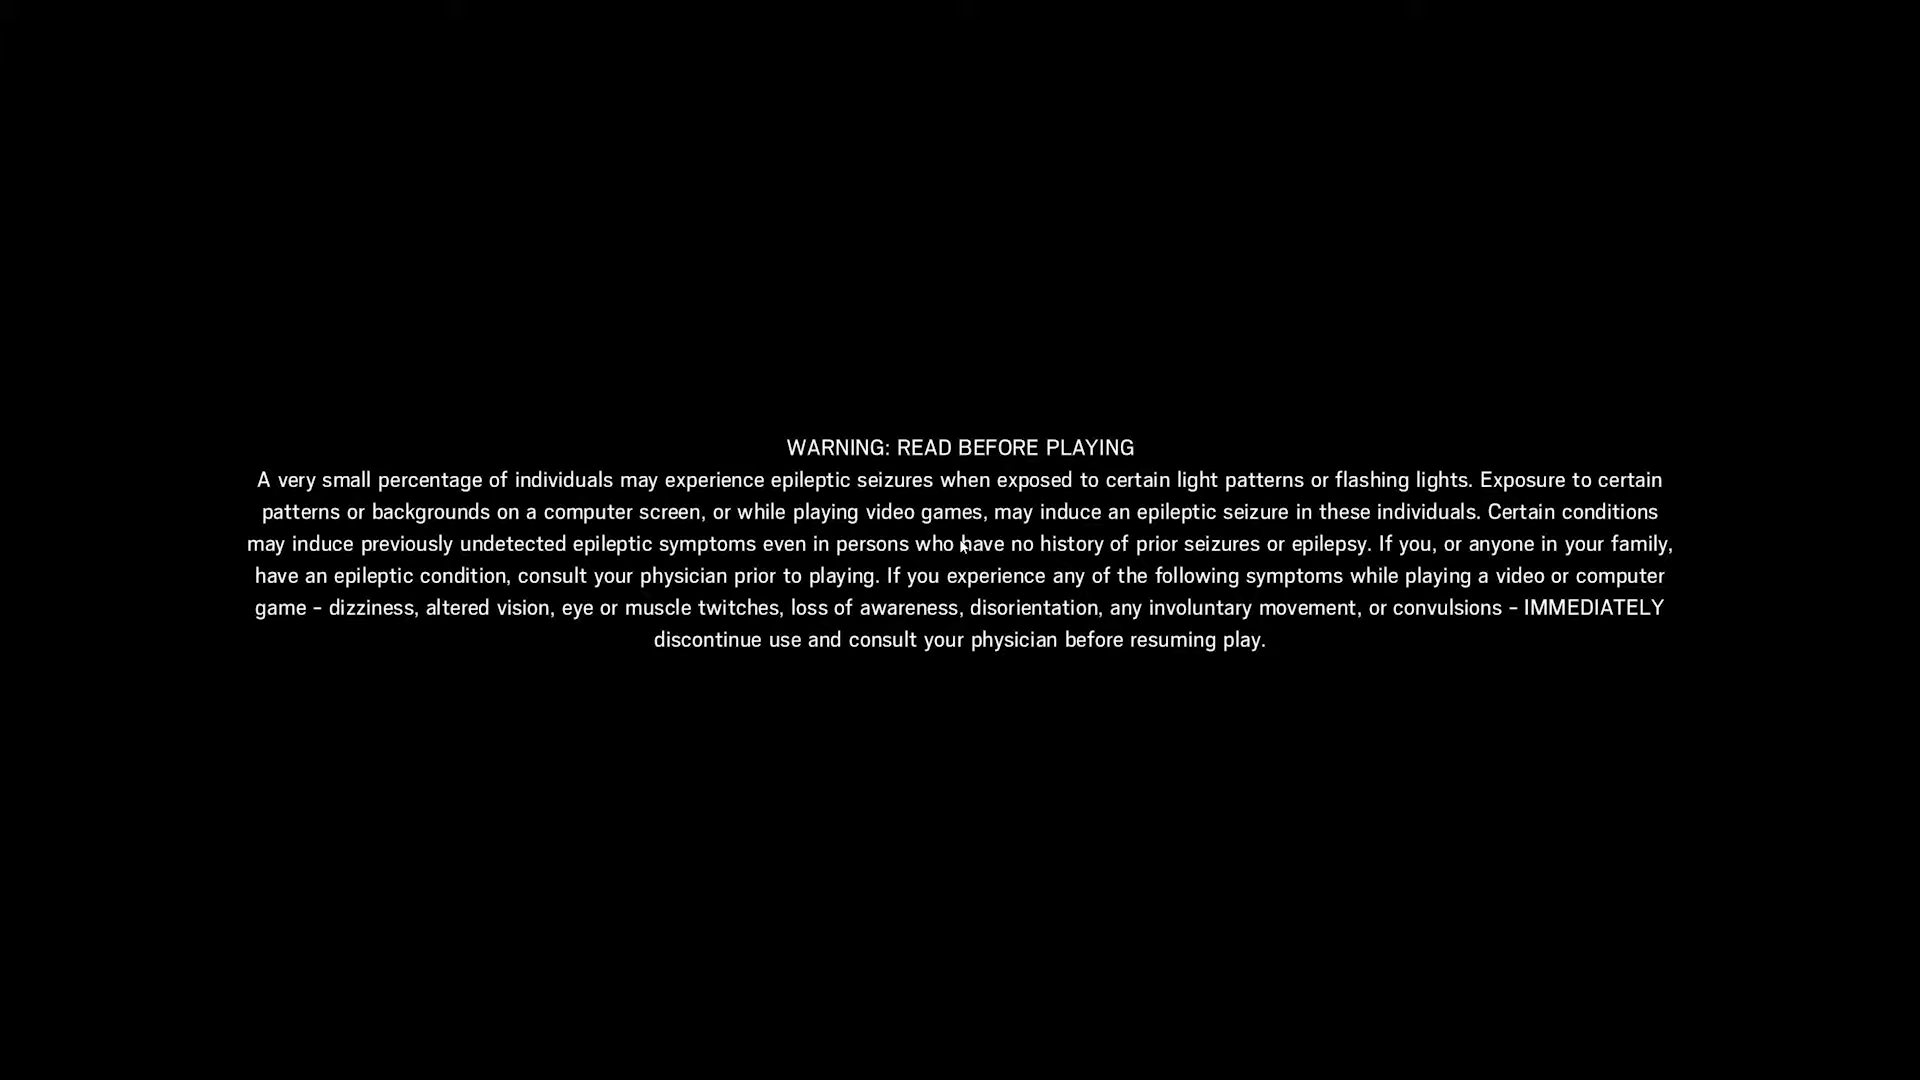 WARNING: READ BEFORE PLAYING
A very small percentage of individuals may experience epileptic seizures when exposed to certain light patterns or flashing lights. Exposure to certain
patterns or backgrounds on a computer screen, or while playing video games, may induce an epileptic seizure in these individuals. Certain conditions
may induce previously undetected epileptic symptoms even in persons who have no history of prior seizures or epilepsy. If you, or anyone in your family,
have an epileptic condition, consult your physician prior to playing. If you experience any of the following symptoms while playing a video or computer
game – dizziness, altered vision, eye or muscle twitches, loss of awareness, disorientation, any involuntary movement, or convulsions – IMMEDIATELY
discontinue use and consult your physician before resuming play.